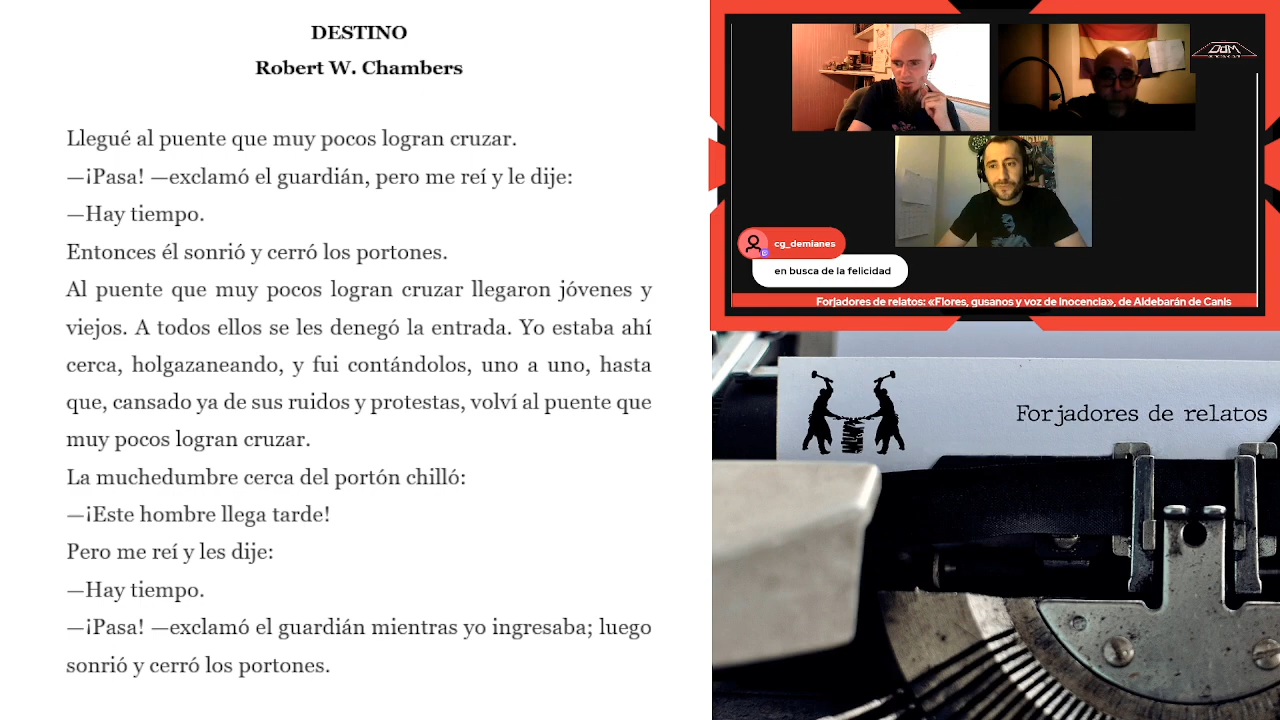 DESTINO
Robert W. Chambers
Llegué al puente que muy pocos logran cruzar.
—¡Pasa! —exclamó el guardián, pero me reí y le dije:
—Hay tiempo.
Entonces él sonrió y cerró los portones.
Al puente que muy pocos logran cruzar llegaron jóvenes y
viejos. A todos ellos se les denegó la entrada. Yo estaba ahí
cerca, holgazaneando, y fui contándolos, uno a uno, hasta
que, cansado ya de sus ruidos y protestas, volví al puente que
muy pocos logran cruzar.
La muchedumbre cerca del portón chilló:
—¡Este hombre llega tarde!
Pero me reí y les dije:
—Hay tiempo.
—¡Pasa! —exclamó el guardián mientras yo ingresaba; luego
sonrió y cerró los portones.
cg_demianes
en busca de la felicidad
Forjadores de relatos: «Flores, gusanos y voz de inocencia», de Aldebarán de Canis
Forjadores de relatos